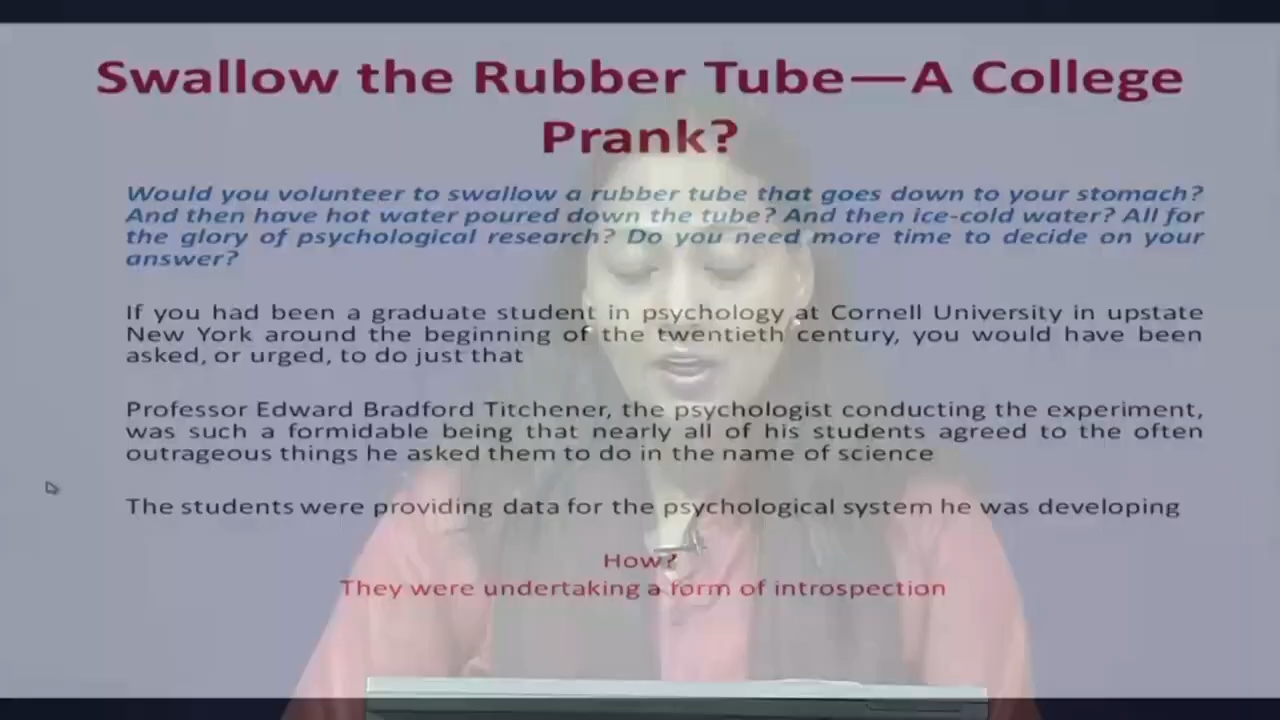 Swallow the Rubber Tube—A College
Prank?
Would you volunteer to swallow a rubber tube that goes down to your stomach?
And then have hot water poured down the tube? And then ice-cold water? All for
the glory of psychological research? Do you need more time to decide on your
answer?
If you had been a graduate student in psychology at Cornell University in upstate
New York around the beginning of the twentieth century, you would have been
asked, or urged, to do just that
Professor Edward Bradford Titchener, the psychologist conducting the experiment,
was such a formidable being that nearly all of his students agreed to the often
outrageous things he asked them to do in the name of science
The students were providing data for the psychological system he was developing
How?
They were undertaking a form of introspection